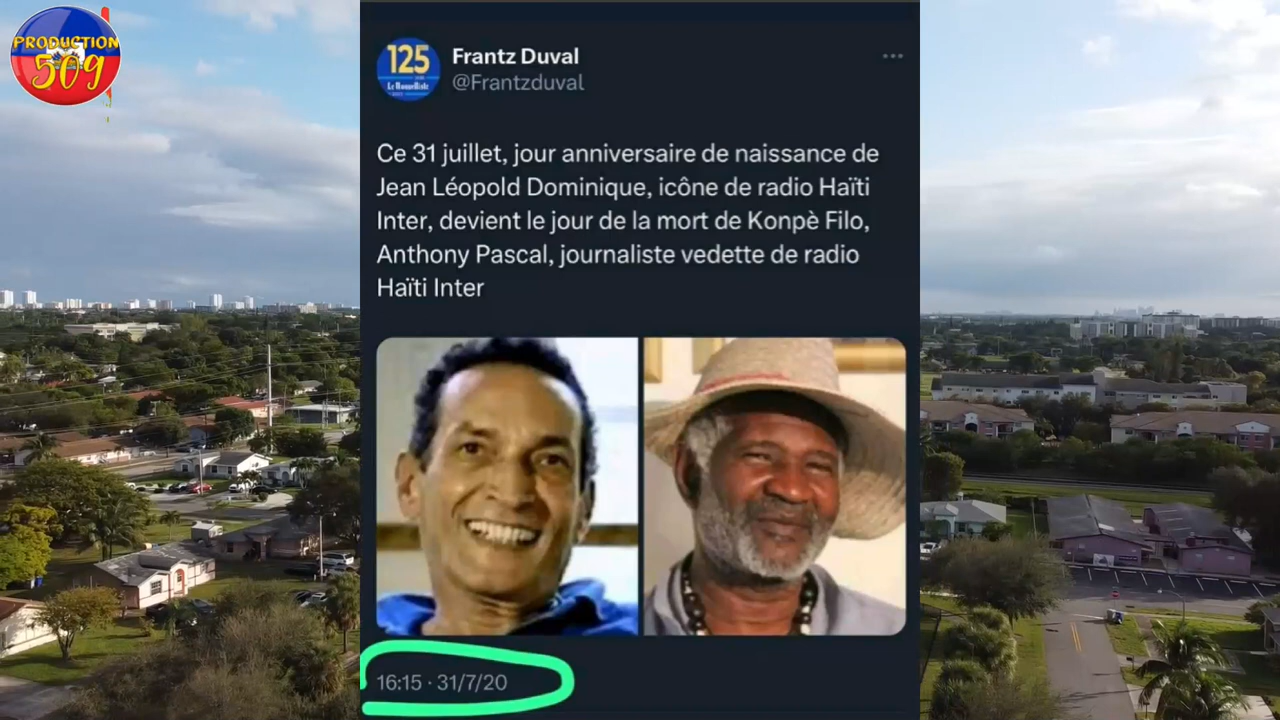 PRODUCTION
509
125
ANS
Le Nouvelliste
Frantz Duval
@Frantzduval
Ce 31 juillet, jour anniversaire de naissance de
Jean Léopold Dominique, icône de radio Haïti
Inter, devient le jour de la mort de Konpè Filo,
Anthony Pascal, journaliste vedette de radio
Haïti Inter
16:15 · 31/7/20